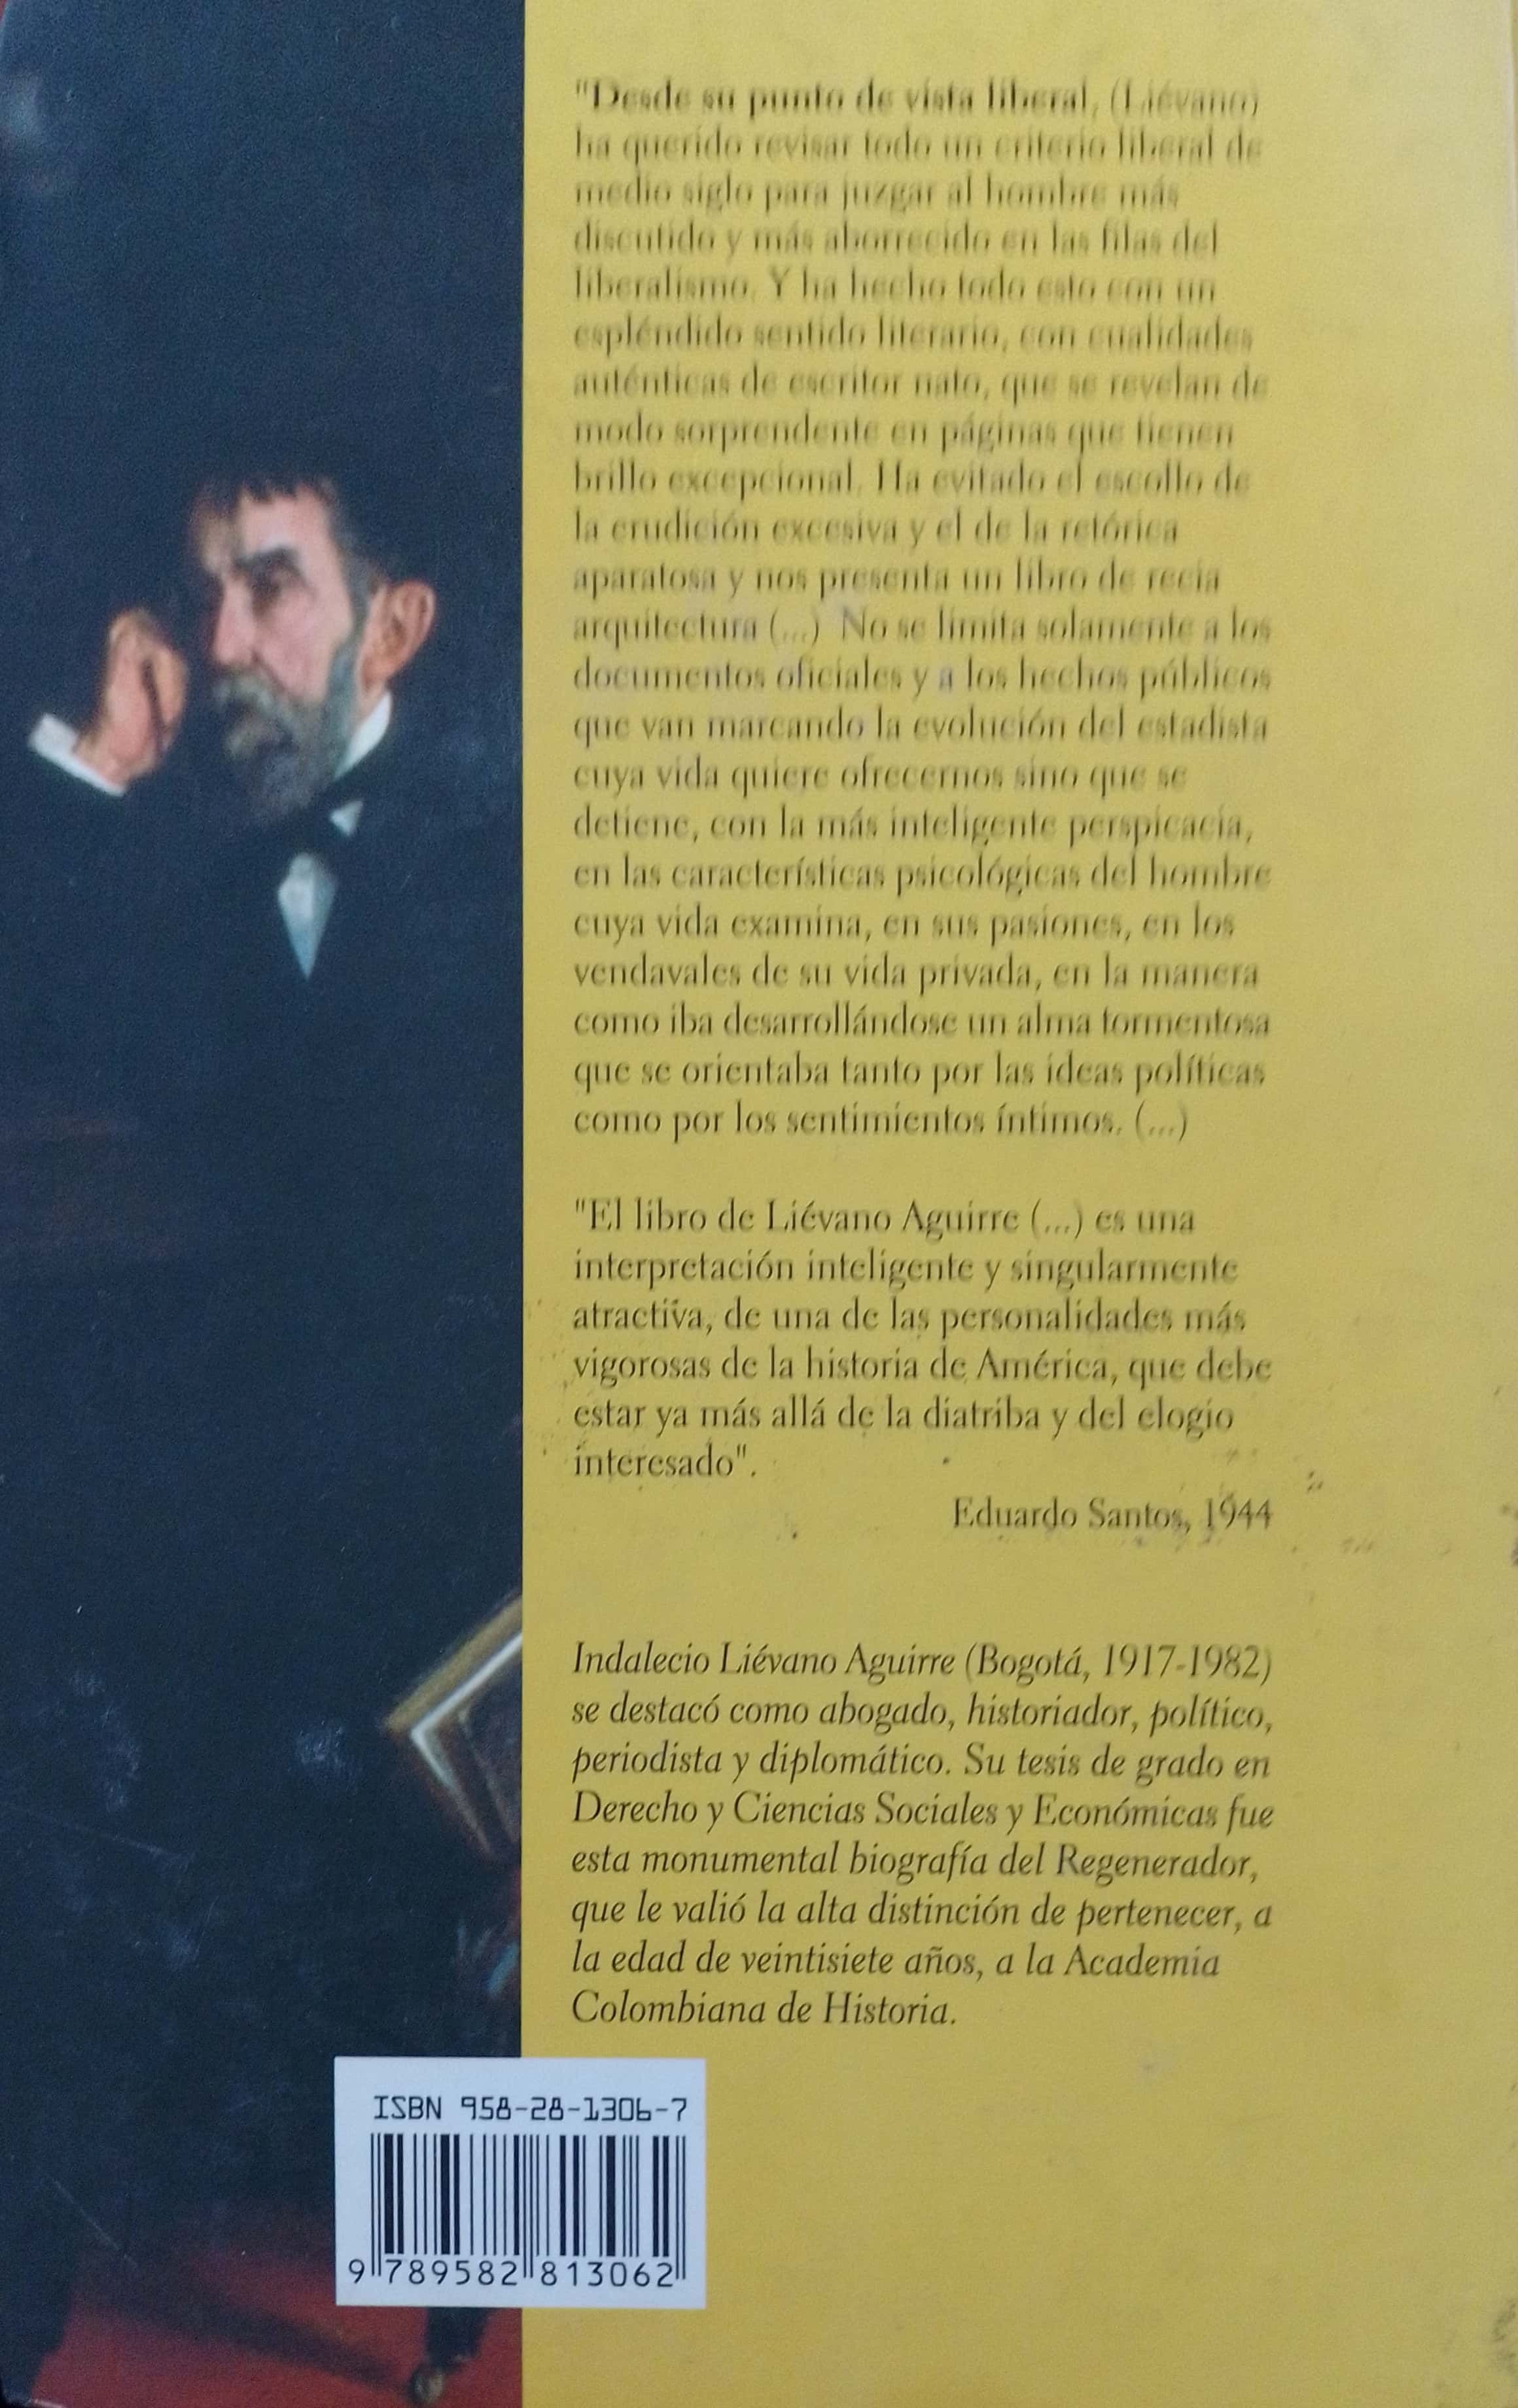 "Desde su punto de vista liberal, (Liévano)
ha querido revisar todo un criterio liberal de
medio siglo para juzgar al hombre más
discutido y más aborrecido en las filas del
liberalismo. Y ha hecho todo esto con un
espléndido sentido literario, con cualidades
auténticas de escritor nato, que se revelan de
modo sorprendente en páginas que tienen
brillo excepcional. Ha evitado el escollo de
la erudición excesiva y el de la retórica
aparatosa y nos presenta un libro de recia
arquitectura (...) No se limita solamente a los
documentos oficiales y a los hechos públicos
que van marcando la evolución del estadista
cuya vida quiere ofrecernos sino que se
detiene, con la más inteligente perspicacia,
en las características psicológicas del hombre
cuya vida examina, en sus pasiones, en los
vendavales de su vida privada, en la manera
como iba desarrollándose un alma tormentosa
que se orientaba tanto por las ideas políticas
como por los sentimientos íntimos. (...)
"El libro de Liévano Aguirre (...) es una
interpretación inteligente y singularmente
atractiva, de una de las personalidades más
vigorosas de la historia de América, que debe
estar ya más allá de la diatriba y del elogio
interesado".
Eduardo Santos, 1944
Indalecio Liévano Aguirre (Bogotá, 1917-1982)
se destacó como abogado, historiador, político,
periodista y diplomático. Su tesis de grado en
Derecho y Ciencias Sociales y Económicas fue
esta monumental biografía del Regenerador,
que le valió la alta distinción de pertenecer, a
la edad de veintisiete años, a la Academia
Colombiana de Historia.
ISBN 958-28-1306-7
9 789582 813062